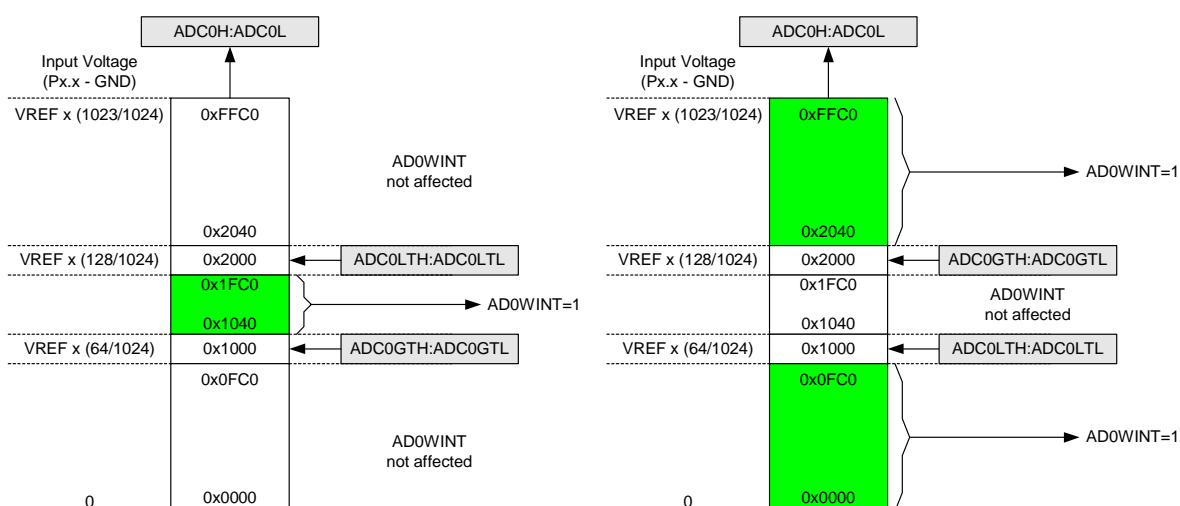 ADC0H:ADC0L
Input Voltage
(Px.x - GND)
VREF x (1023/1024)
0xFFC0
AD0WINT
not affected
0x2040
VREF x (128/1024)
0x2000
ADC0LTH:ADC0LTL
0x1FC0
AD0WINT=1
0x1040
VREF x (64/1024)
0x1000
ADC0GTH:ADC0GTL
0x0FC0
AD0WINT
not affected
0
0x0000
ADC0H:ADC0L
Input Voltage
(Px.x - GND)
VREF x (1023/1024)
0xFFC0
AD0WINT=1
0x2040
VREF x (128/1024)
0x2000
ADC0GTH:ADC0GTL
0x1FC0
AD0WINT
not affected
0x1040
VREF x (64/1024)
0x1000
ADC0LTH:ADC0LTL
0x0FC0
AD0WINT=1
0
0x0000